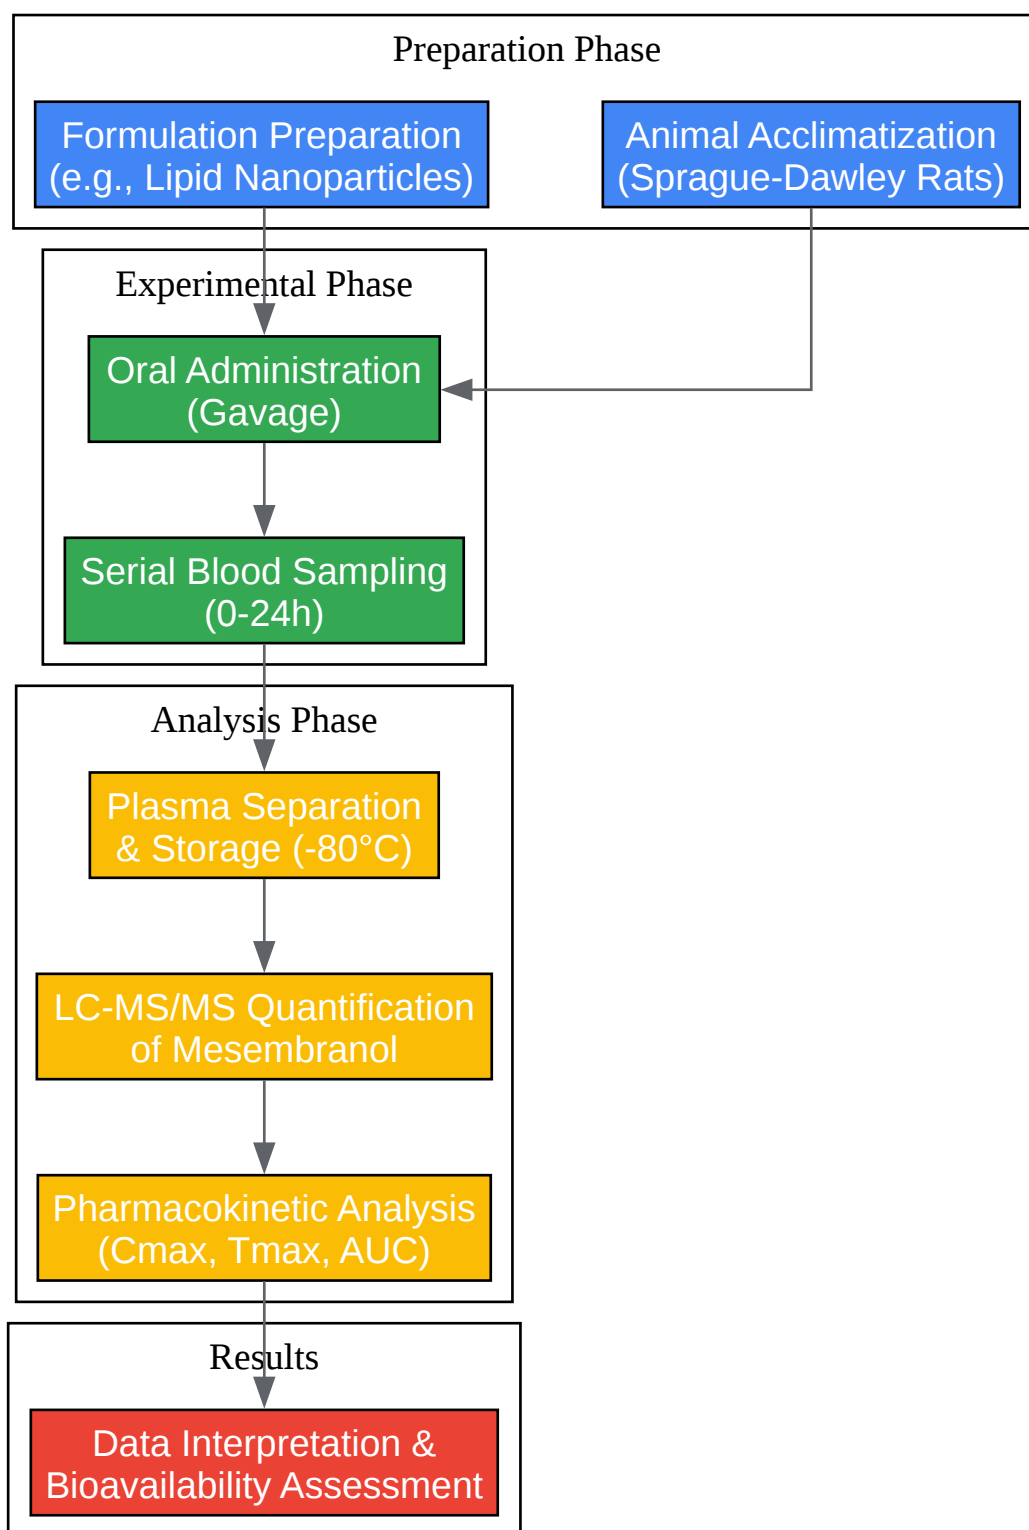 Preparation Phase
Formulation Preparation
(e.g., Lipid Nanoparticles)
Animal Acclimatization
(Sprague-Dawley Rats)
Experimental Phase
Oral Administration
(Gavage)
Serial Blood Sampling
(0-24h)
Analysis Phase
Plasma Separation
& Storage (-80°C)
LC-MS/MS Quantification
of Mesembranol
Pharmacokinetic Analysis
(Cmax, Tmax, AUC)
Results
Data Interpretation &
Bioavailability Assessment